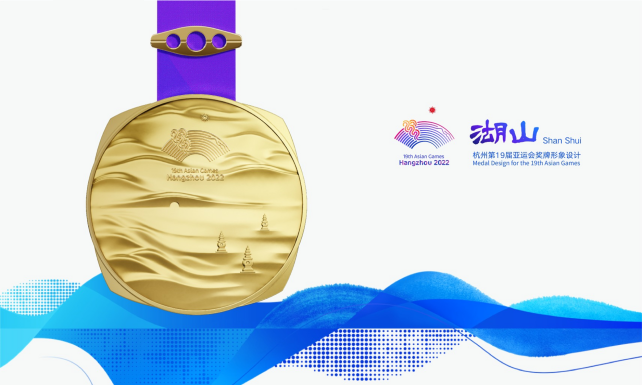 19th Asian Games
Hangzhou 2022
19th Asian Games
Hangzhou 2022
湖山
Shan Shui
杭州第19届亚运会奖牌形象设计
Medal Design for the 19th Asian Games